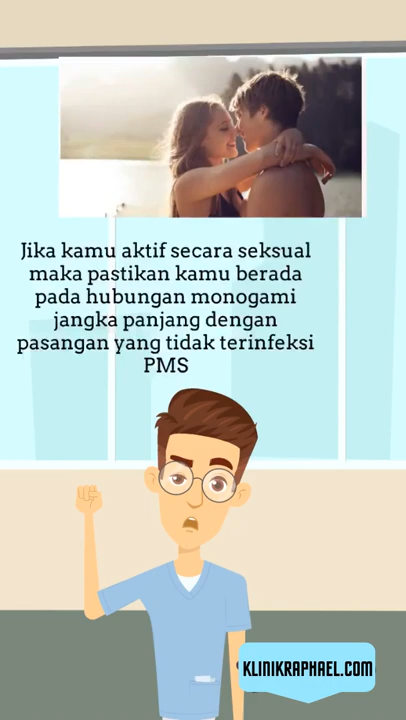 Jika kamu aktif secara seksual
maka pastikan kamu berada
pada hubungan monogami
jangka panjang dengan
pasangan yang tidak terinfeksi
PMS
KLINIKRAPHAEL.COM